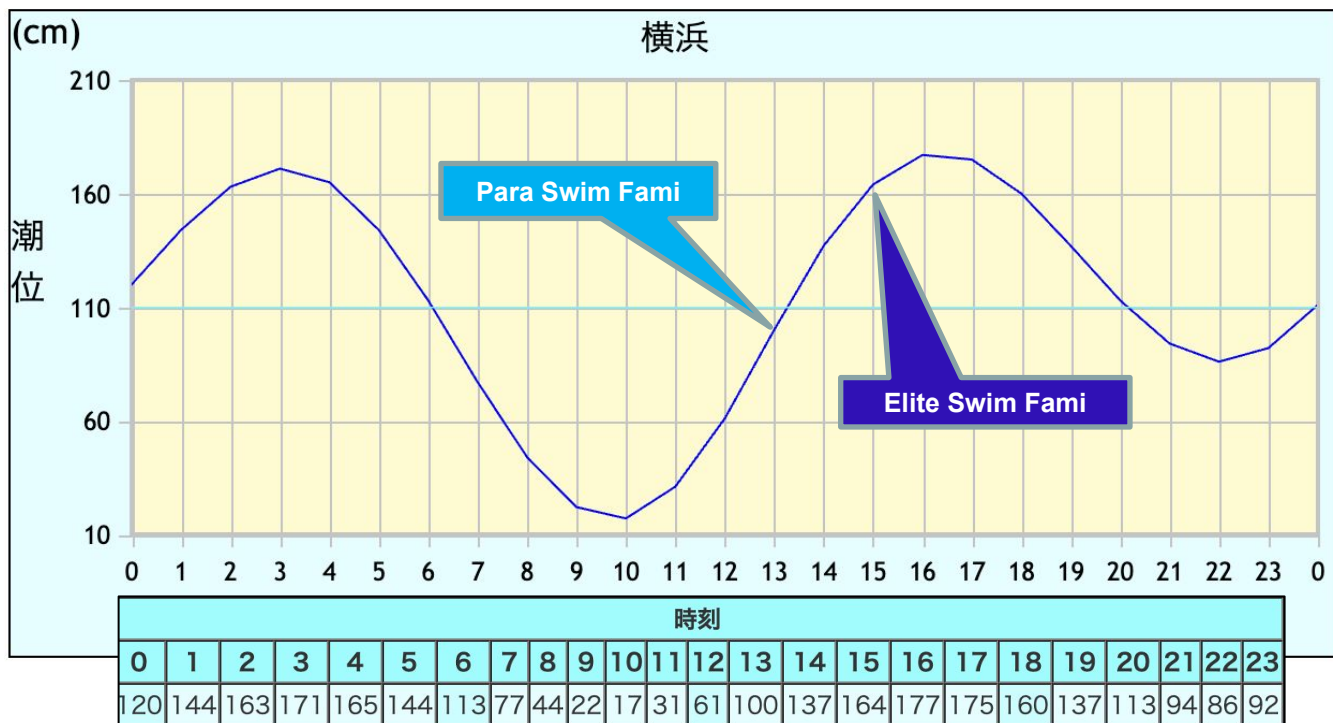 (cm)
横浜
210
160
潮
位
110
60
10
Para Swim Fami
Elite Swim Fami
0 1 2 3 4 5 6 7 8 9 10 11 12 13 14 15 16 17 18 19 20 21 22 23 0
時刻
0 1 2 3 4 5 6 7 8 9 10 11 12 13 14 15 16 17 18 19 20 21 22 23
120 144 163 171 165 144 113 77 44 22 17 31 61 100 137 164 177 175 160 137 113 94 86 92